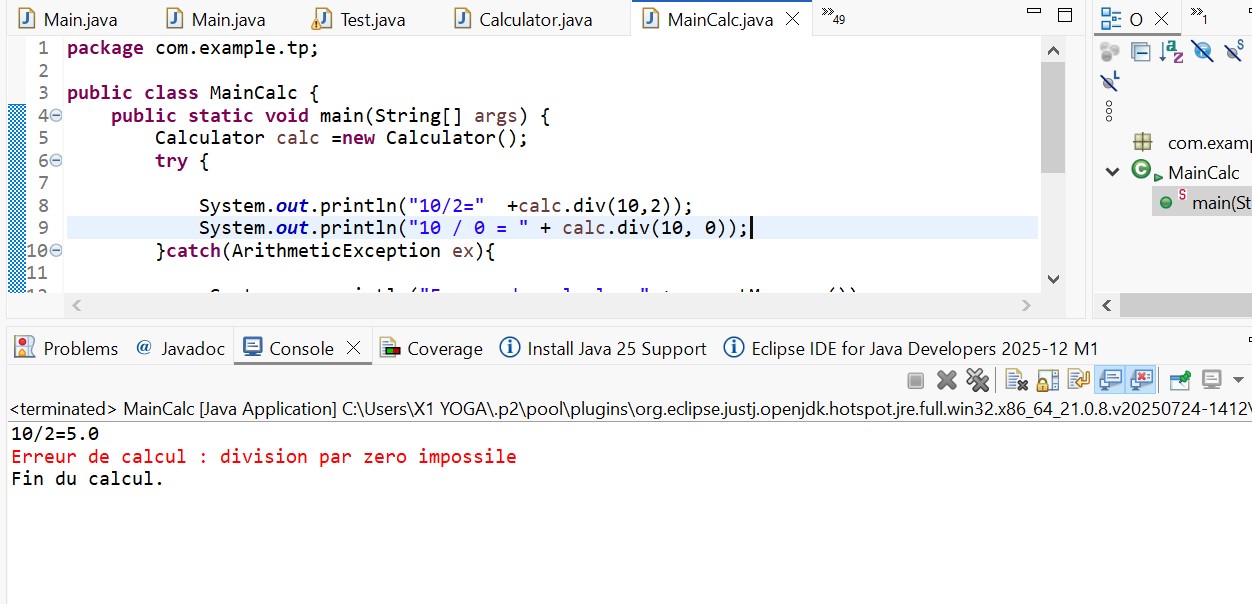 Main.java Main.java Test.java Calculator.java MainCalc.java »49 O »1
1 package com.example.tp;
2
3 public class MainCalc {
4 public static void main(String[] args) {
5 Calculator calc =new Calculator();
6 try {
7
8 System.out.println("10/2="  +calc.div(10,2));
9 System.out.println("10 / 0 = " + calc.div(10, 0));
10 }catch(ArithmeticException ex){
11
com.examp
MainCalc
main(St
Problems @ Javadoc Console Coverage Install Java 25 Support Eclipse IDE for Java Developers 2025-12 M1
<terminated> MainCalc [Java Application] C:\Users\X1 YOGA\.p2\pool\plugins\org.eclipse.justj.openjdk.hotspot.jre.full.win32.x86_64_21.0.8.v20250724-1412\
10/2=5.0
Erreur de calcul : division par zero impossile
Fin du calcul.